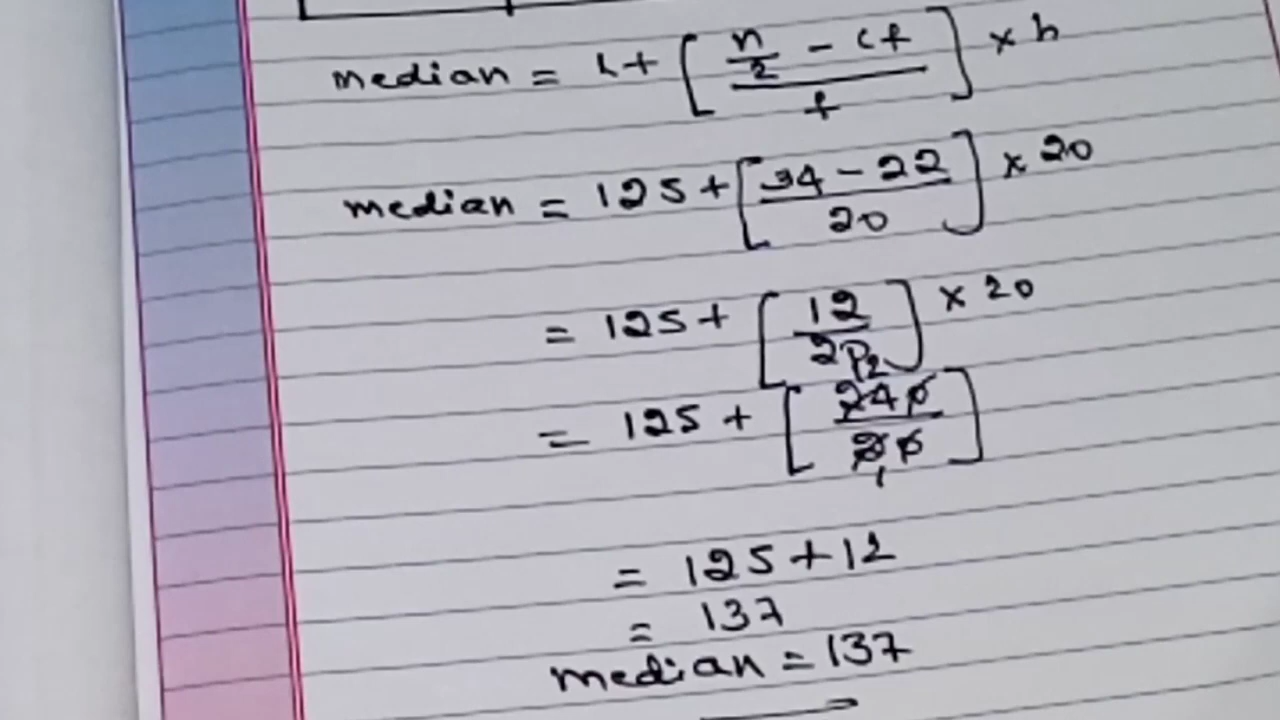 median = l + [ (n/2 - cf) / f ] × h
median = 125 + [ (34 - 22) / 20 ] × 20
= 125 + [ 12 / 20 ] × 20
= 125 + [ 240 / 20 ]
= 125 + 12
= 137
median = 137